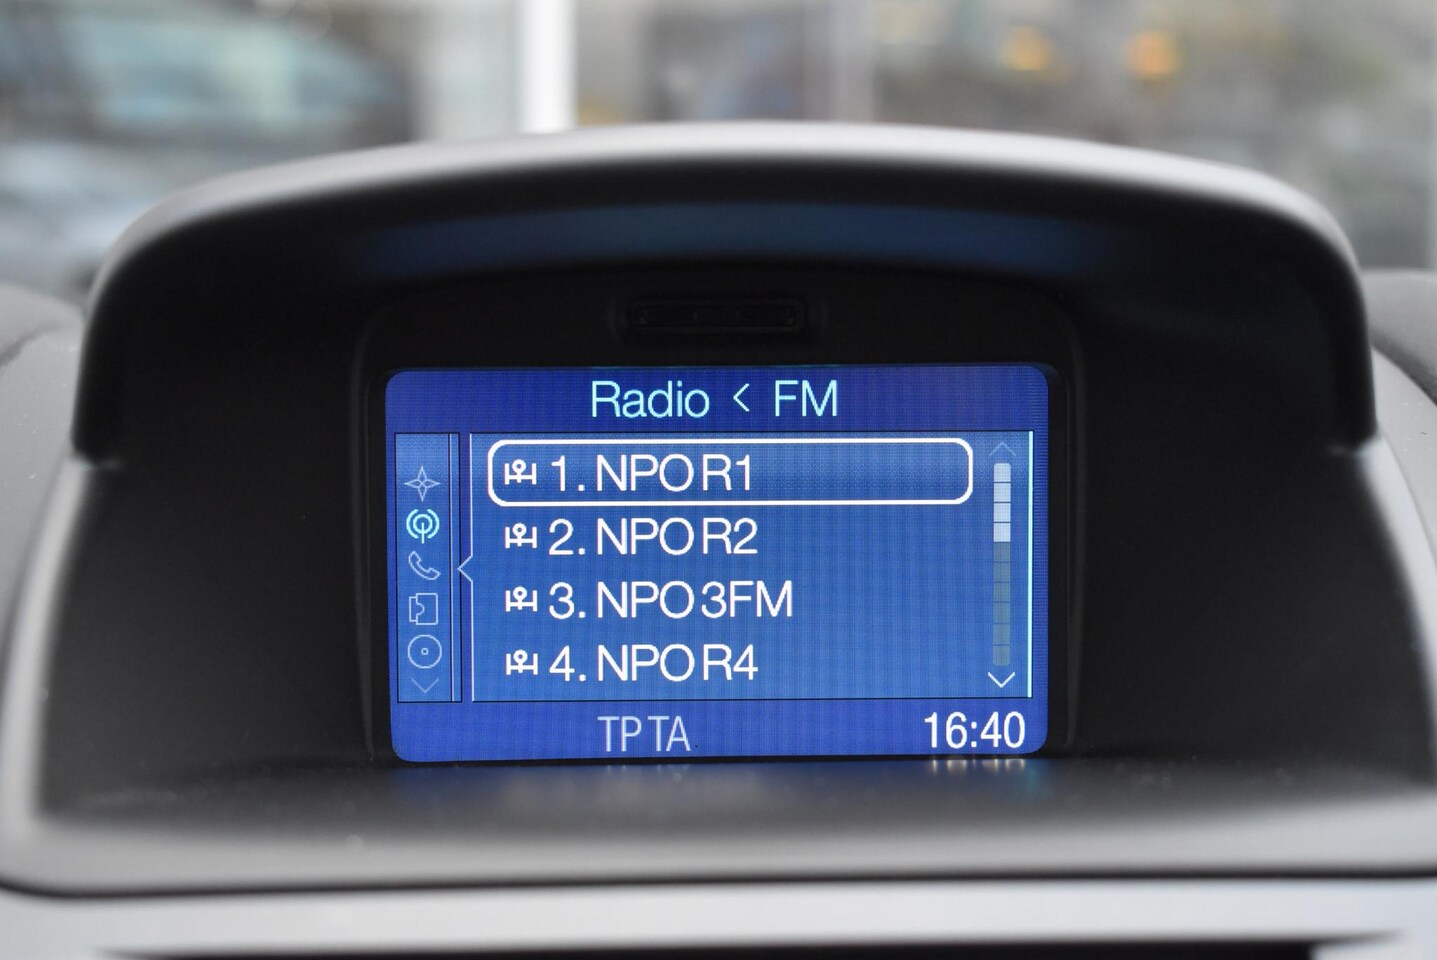 Radio < FM
1. NPO R1
2. NPO R2
3. NPO 3FM
4. NPO R4
TP TA
16:40